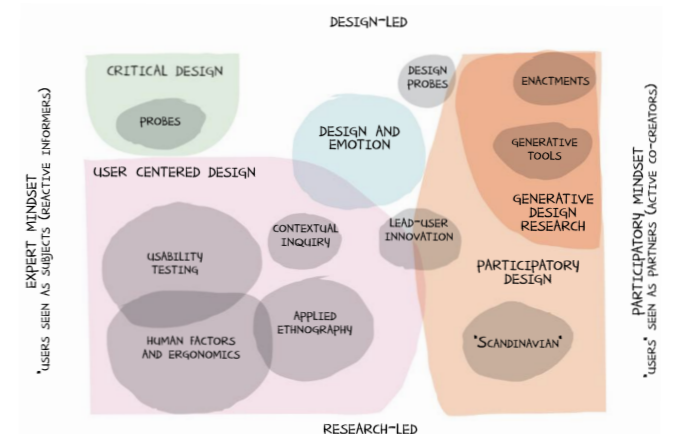 DESIGN-LED
CRITICAL DESIGN
PROBES
DESIGN
PROBES
ENACTMENTS
DESIGN AND
EMOTION
GENERATIVE
TOOLS
GENERATIVE
DESIGN
RESEARCH
USER CENTERED DESIGN
CONTEXTUAL
INQUIRY
LEAD-USER
INNOVATION
USABILITY
TESTING
PARTICIPATORY
DESIGN
APPLIED
ETHNOGRAPHY
HUMAN FACTORS
AND ERGONOMICS
"SCANDINAVIAN"
RESEARCH-LED
EXPERT MINDSET
"USERS SEEN AS SUBJECTS (REACTIVE INFORMERS)
PARTICIPATORY MINDSET
"USERS" SEEN AS PARTNERS (ACTIVE CO-CREATORS)